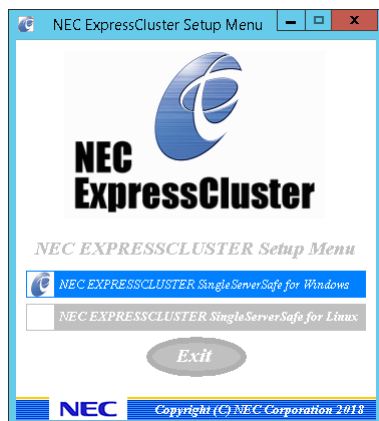 NEC ExpressCluster Setup Menu
NEC
ExpressCluster
NEC EXPRESSCLUSTER Setup Menu
NEC EXPRESSCLUSTER SingleServerSafe for Windows
NEC EXPRESSCLUSTER SingleServerSafe for Linux
Exit
NEC Copyright (C) NEC Corporation 2018